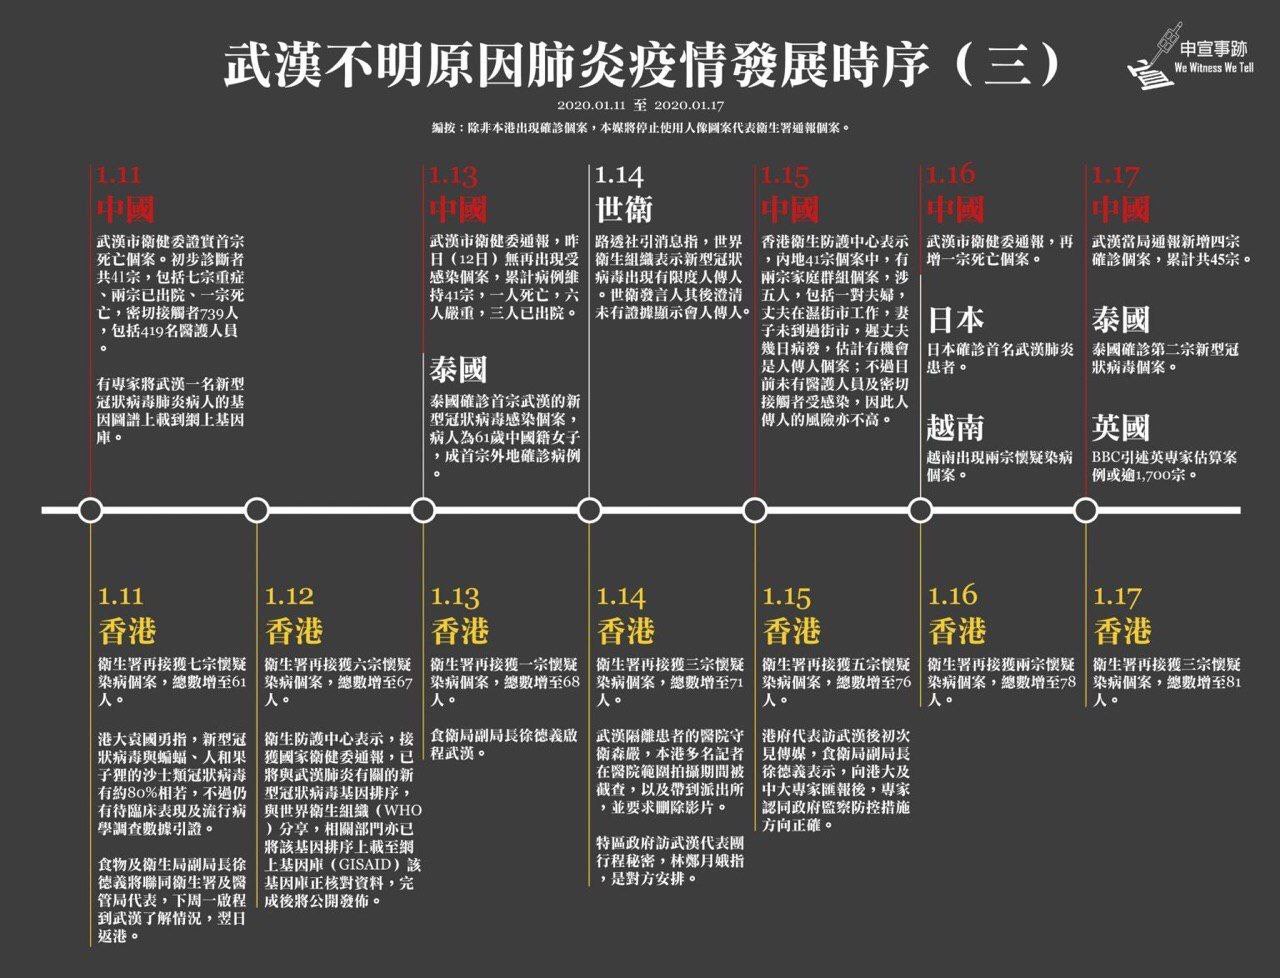 武漢不明原因肺炎疫情發展時序（三）
申宣事跡
We Witness We Tell
2020.01.11 至 2020.01.17
編按：除非本港出現確診個案，本媒將停止使用人像圖案代表衛生署通報個案。
1.11
中國
武漢市衛健委證實首宗
死亡個案。初步診斷者
共41宗，包括七宗重症
、兩宗已出院、一宗死
亡，密切接觸者739人
，包括419名醫護人員
。
有專家將武漢一名新型
冠狀病毒肺炎病人的基
因圖譜上載到網上基因
庫。
1.13
中國
武漢市衛健委通報，昨
日（12日）無再出現受
感染個案，累計病例維
持41宗，一人死亡，六
人嚴重，三人已出院。
泰國
泰國確診首宗武漢的新
型冠狀病毒感染個案，
病人為61歲中國籍女子
，成首宗外地確診病例
。
1.14
世衛
路透社引消息指，世界
衛生組織表示新型冠狀
病毒出現有限度人傳人
。世衛發言人其後澄清
未有證據顯示會人傳人。
1.15
中國
香港衛生防護中心表示
，內地41宗個案中，有
兩宗家庭群組個案，涉
五人，包括一對夫婦，
丈夫在濕街市工作，妻
子未到過街市，遲丈夫
幾日病發，估計有機會
是人傳人個案；不過目
前未有醫護人員及密切
接觸者受感染，因此人
傳人的風險亦不高。
1.16
中國
武漢市衛健委通報，再
增一宗死亡個案。
日本
日本確診首名武漢肺炎
患者。
越南
越南出現兩宗懷疑染病
個案。
1.17
中國
武漢當局通報新增四宗
確診個案，累計共45宗。
泰國
泰國確診第二宗新型冠
狀病毒個案。
英國
BBC引述英專家估算案
例或逾1,700宗。
1.11
香港
衛生署再接獲七宗懷疑
染病個案，總數增至61
人。
港大袁國勇指，新型冠
狀病毒與蝙蝠、人和果
子狸的沙士類冠狀病毒
有約80%相若，不過仍
有待臨床表現及流行病
學調查數據引證。
食物及衛生局副局長徐
德義將聯同衛生署及醫
管局代表，下周一啟程
到武漢了解情況，翌日
返港。
1.12
香港
衛生署再接獲六宗懷疑
染病個案，總數增至67
人。
衛生防護中心表示，接
獲國家衛健委通報，已
將與武漢肺炎有關的新
型冠狀病毒基因排序，
與世界衛生組織（WHO
）分享，相關部門亦已
將該基因排序上載至網
上基因庫（GISAID）該
基因庫正核對資料，完
成後將公開發佈。
1.13
香港
衛生署再接獲一宗懷疑
染病個案，總數增至68
人。
食衛局副局長徐德義啟
程武漢。
1.14
香港
衛生署再接獲三宗懷疑
染病個案，總數增至71
人。
武漢隔離患者的醫院守
衛森嚴，本港多名記者
在醫院範圍拍攝期間被
截查，以及帶到派出所
，並要求刪除影片。
特區政府訪武漢代表團
行程秘密，林鄭月娥指
，是對方安排。
1.15
香港
衛生署再接獲五宗懷疑
染病個案，總數增至76
人。
港府代表訪武漢後初次
見傳媒，食衛局副局長
徐德義表示，向港大及
中大專家匯報後，專家
認同政府監察防控措施
方向正確。
1.16
香港
衛生署再接獲兩宗懷疑
染病個案，總數增至78
人。
1.17
香港
衛生署再接獲三宗懷疑
染病個案，總數增至81
人。